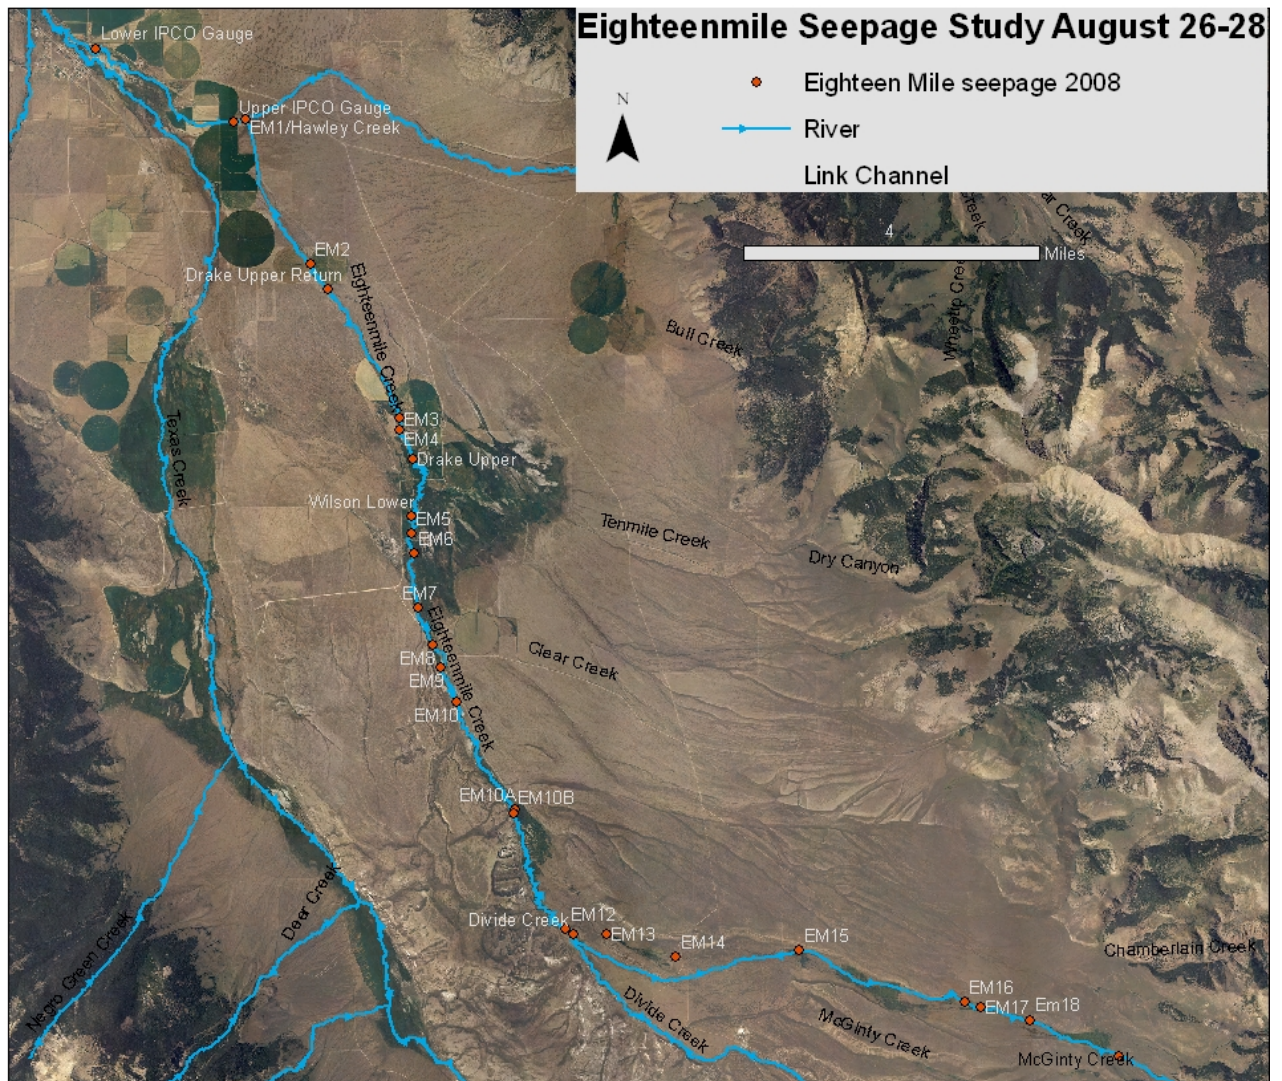 Eighteenmile Seepage Study August 26-28
Eighteen Mile seepage 2008
River
Link Channel
N
4
Miles
Lower IPCO Gauge
Upper IPCO Gauge
EM1/Hawley Creek
EM2
Drake Upper Return
Eighteenmile Creek
Bull Creek
EM3
EM4
Drake Upper
Texas Creek
Wilson Lower
EM5
EM6
Tenmile Creek
Dry Canyon
EM7
Eighteenmile Creek
EM8
EM9
Clear Creek
EM10
EM10A
EM10B
Divide Creek
EM12
EM13
EM14
EM15
Chamberlain Creek
Deer Creek
Negro Green Creek
Divide Creek
McGinty Creek
EM16
EM17
Em18
McGinty Creek